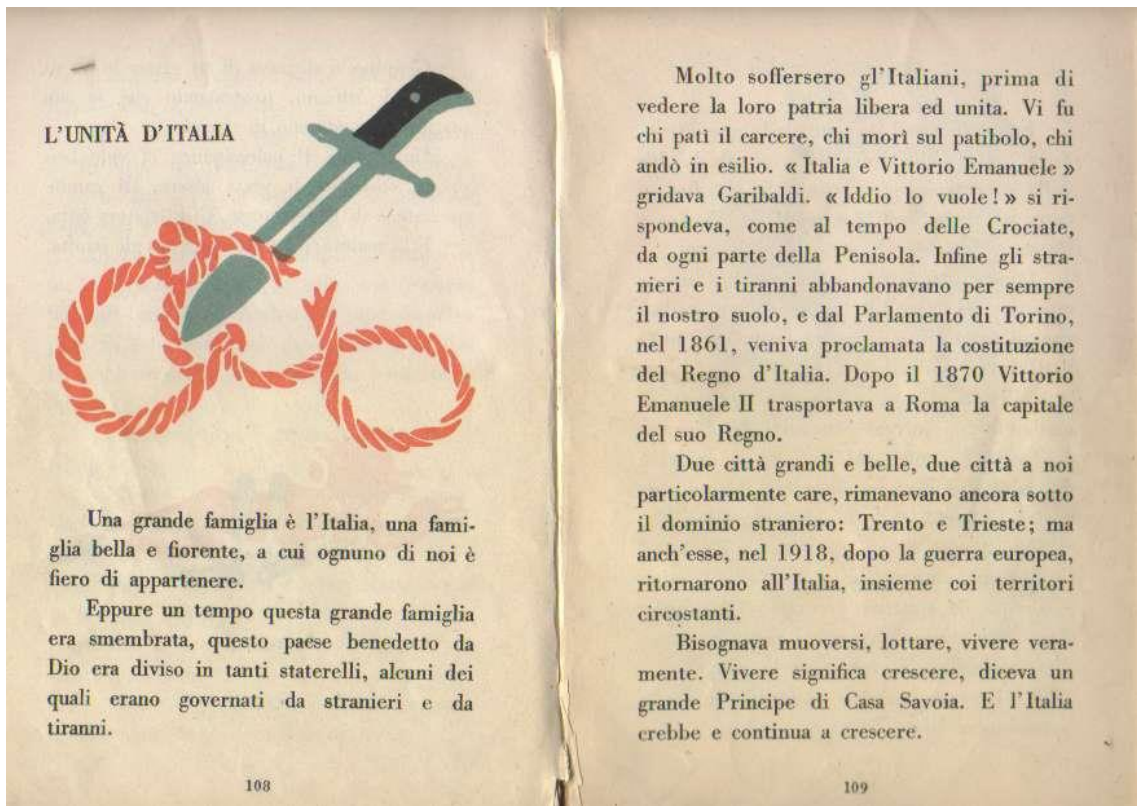 L'UNITÀ D'ITALIA
Una grande famiglia è l'Italia, una fami-
glia bella e fiorente, a cui ognuno di noi è
fiero di appartenere.
Eppure un tempo questa grande famiglia
era smembrata, questo paese benedetto da
Dio era diviso in tanti staterelli, alcuni dei
quali erano governati da stranieri e da
tiranni.
108
Molto soffersero gl'Italiani, prima di
vedere la loro patria libera ed unita. Vi fu
chi patì il carcere, chi morì sul patibolo, chi
andò in esilio. « Italia e Vittorio Emanuele »
gridava Garibaldi. « Iddio lo vuole! » si ri-
spondeva, come al tempo delle Crociate,
da ogni parte della Penisola. Infine gli stra-
nieri e i tiranni abbandonavano per sempre
il nostro suolo, e dal Parlamento di Torino,
nel 1861, veniva proclamata la costituzione
del Regno d'Italia. Dopo il 1870 Vittorio
Emanuele II trasportava a Roma la capitale
del suo Regno.
Due città grandi e belle, due città a noi
particolarmente care, rimanevano ancora sotto
il dominio straniero: Trento e Trieste; ma
anch'esse, nel 1918, dopo la guerra europea,
ritornarono all'Italia, insieme coi territori
circostanti.
Bisognava muoversi, lottare, vivere vera-
mente. Vivere significa crescere, diceva un
grande Principe di Casa Savoia. E l'Italia
crebbe e continua a crescere.
109